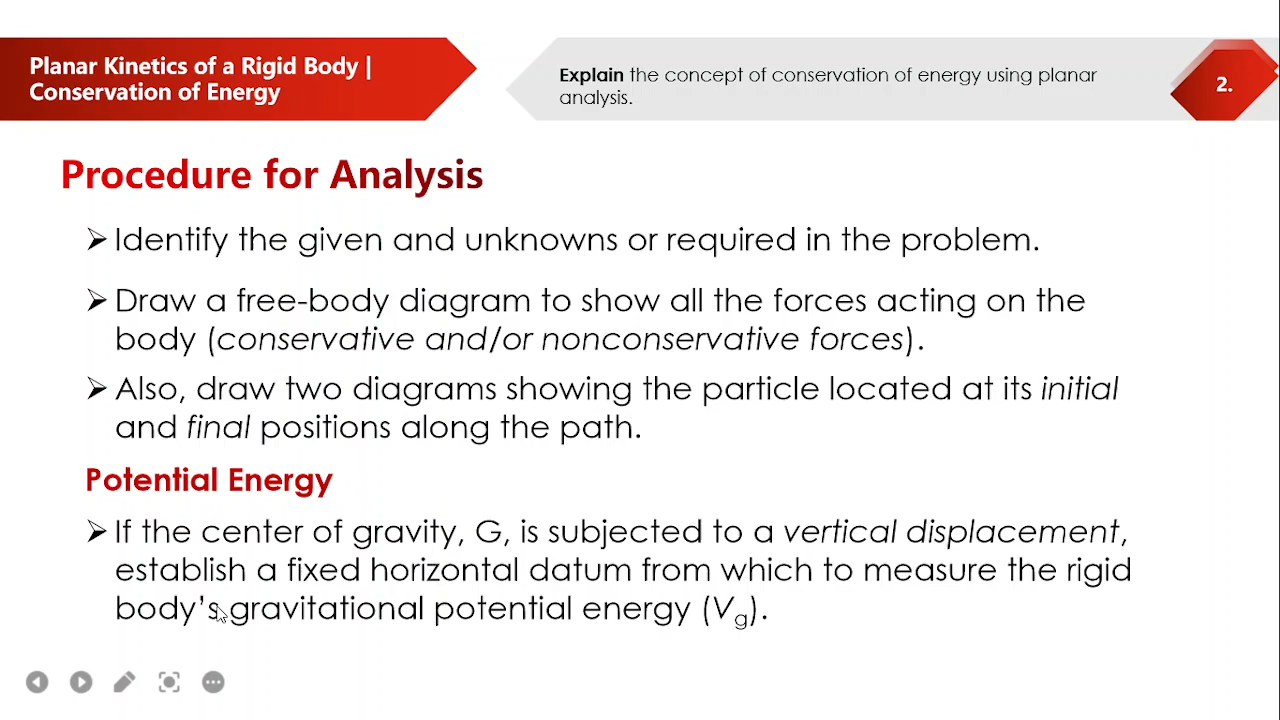 Planar Kinetics of a Rigid Body |
Conservation of Energy
Explain the concept of conservation of energy using planar
analysis.
2.
Procedure for Analysis
➢ Identify the given and unknowns or required in the problem.
➢ Draw a free-body diagram to show all the forces acting on the
body (conservative and/or nonconservative forces).
➢ Also, draw two diagrams showing the particle located at its initial
and final positions along the path.
Potential Energy
➢ If the center of gravity, G, is subjected to a vertical displacement,
establish a fixed horizontal datum from which to measure the rigid
body’s gravitational potential energy (Vg).